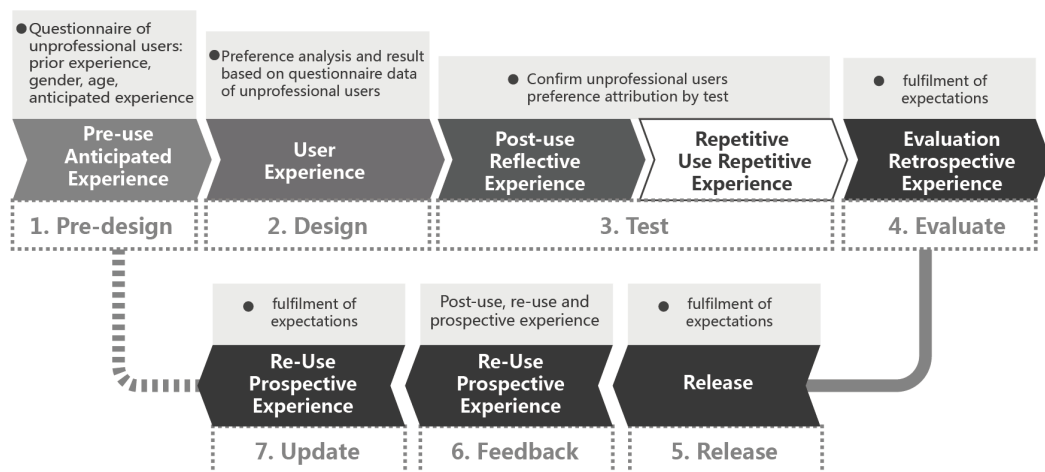 ● Questionnaire of
unprofessional users:
prior experience,
gender, age,
anticipated experience
● Preference analysis and result
based on questionnaire data
of unprofessional users
● Confirm unprofessional users
preference attribution by test
● fulfilment of
expectations
Pre-use
Anticipated
Experience
User
Experience
Post-use
Reflective
Experience
Repetitive
Use Repetitive
Experience
Evaluation
Retrospective
Experience
1. Pre-design
2. Design
3. Test
4. Evaluate
● fulfilment of
expectations
Post-use, re-use and
prospective experience
● fulfilment of
expectations
Re-Use
Prospective
Experience
Re-Use
Prospective
Experience
Release
7. Update
6. Feedback
5. Release